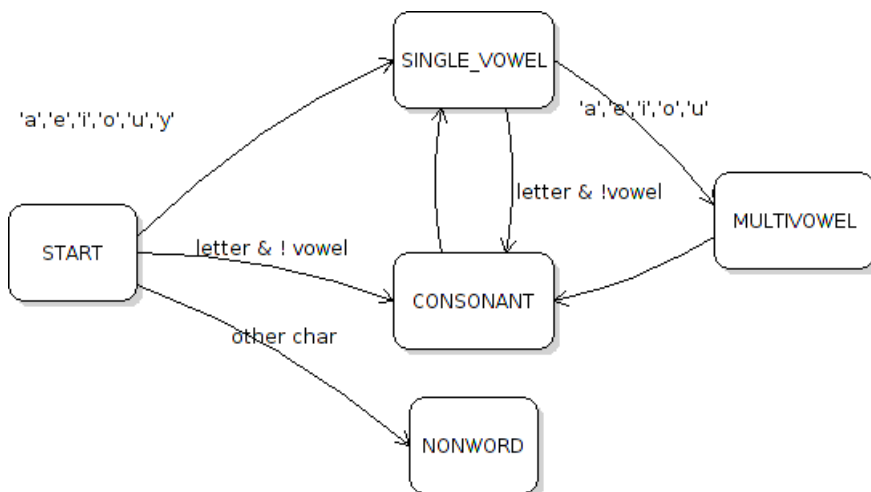 SINGLE_VOWEL
'a','e','i','o','u','y'
'a','e','i','o','u'
letter & !vowel
MULTIVOWEL
START
letter & ! vowel
CONSONANT
other char
NONWORD